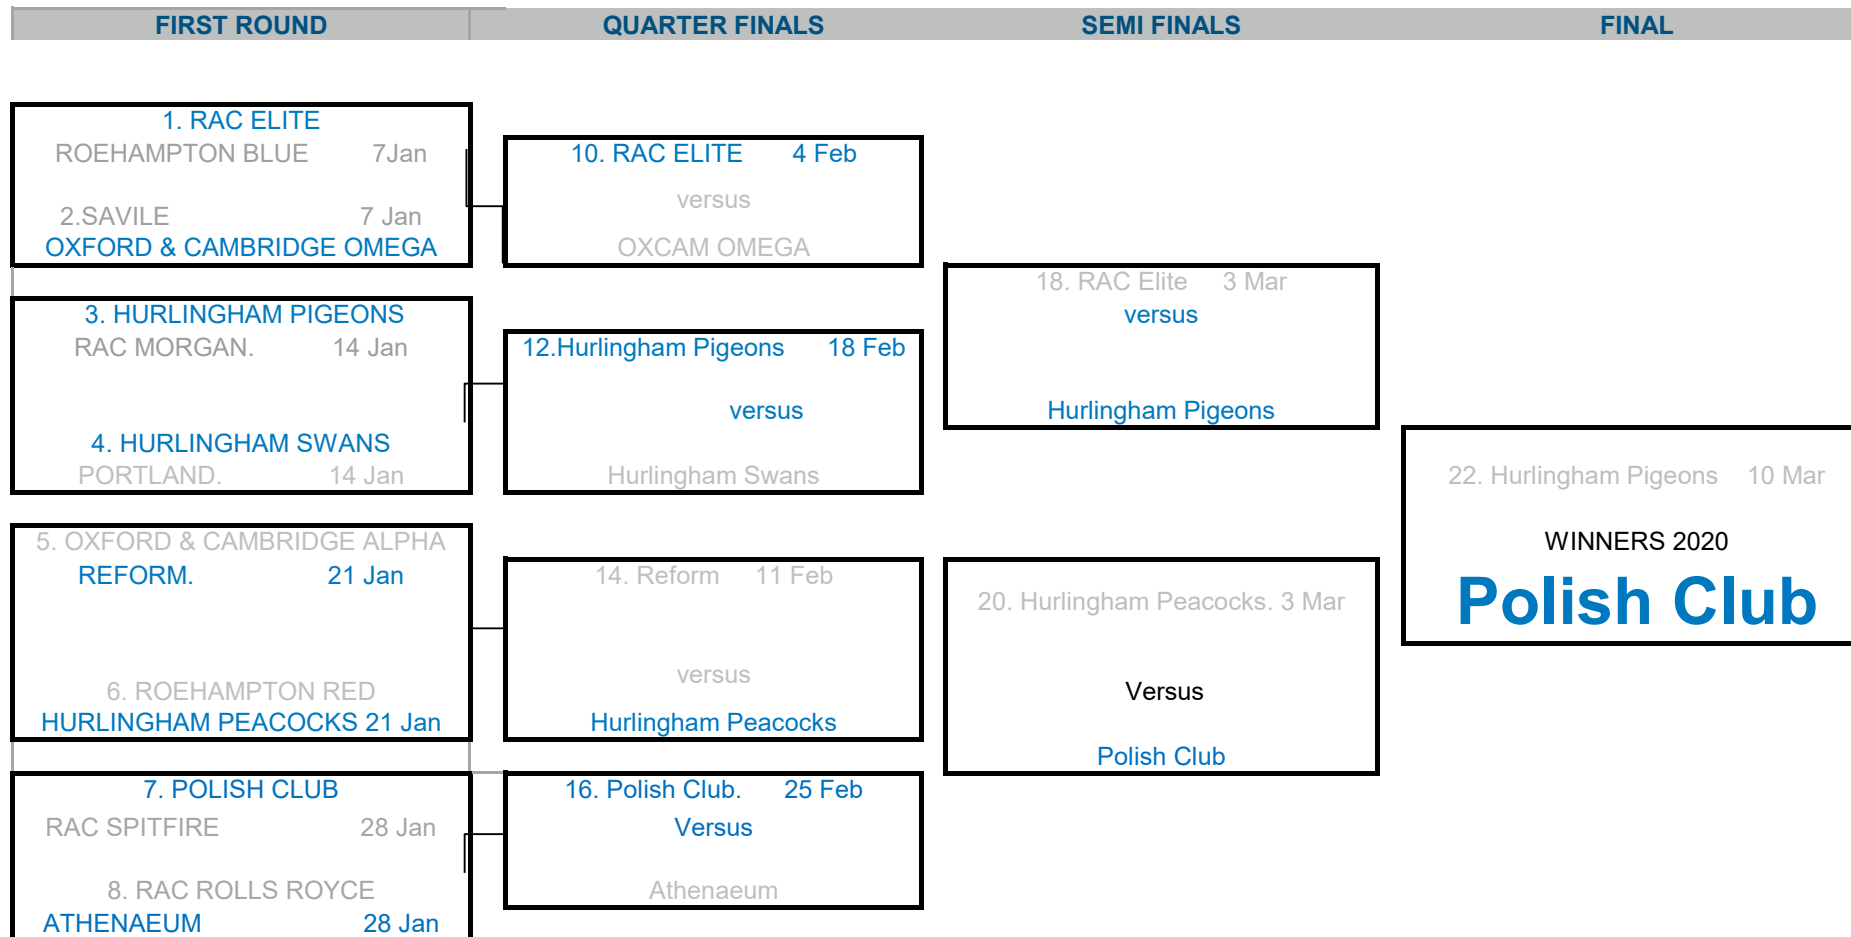 FIRST ROUND
QUARTER FINALS
SEMI FINALS
FINAL
1. RAC ELITE
ROEHAMPTON BLUE 7Jan
2.SAVILE 7 Jan
OXFORD & CAMBRIDGE OMEGA
3. HURLINGHAM PIGEONS
RAC MORGAN. 14 Jan
4. HURLINGHAM SWANS
PORTLAND. 14 Jan
5. OXFORD & CAMBRIDGE ALPHA
REFORM. 21 Jan
6. ROEHAMPTON RED
HURLINGHAM PEACOCKS 21 Jan
7. POLISH CLUB
RAC SPITFIRE 28 Jan
8. RAC ROLLS ROYCE
ATHENAEUM 28 Jan
10. RAC ELITE 4 Feb
versus
OXCAM OMEGA
12.Hurlingham Pigeons 18 Feb
versus
Hurlingham Swans
14. Reform 11 Feb
versus
Hurlingham Peacocks
16. Polish Club. 25 Feb
Versus
Athenaeum
18. RAC Elite 3 Mar
versus
Hurlingham Pigeons
20. Hurlingham Peacocks. 3 Mar
Versus
Polish Club
22. Hurlingham Pigeons 10 Mar
WINNERS 2020
Polish Club